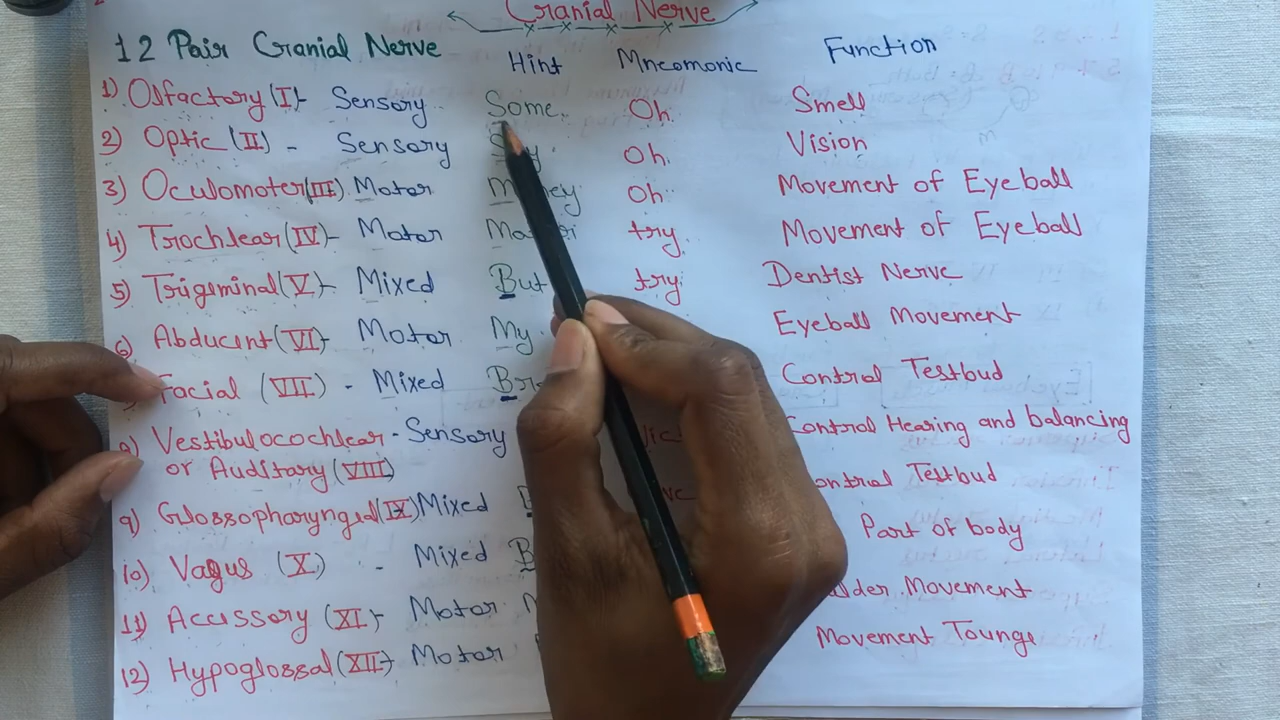 Cranial Nerve
12 Pair Cranial Nerve Hint Mneomonic Function
1) Olfactory (I)- Sensory Some. Oh. Smell
2) Optic (II) - Sensory Oh. Vision
3) Oculomoter(III) Motor Oh Movement of Eyeball
4) Trochlear (IV)- Motor try. Movement of Eyeball
5) Trigeminal (V)- Mixed But try. Dentist Nerve
6) Abducent (VI)- Motor My Eyeball Movement
Facial (VII) - Mixed Control Testbud
Vestibulocochlear - Sensory Control Hearing and balancing
or Auditary (VIII)
9) Glossopharyngeal (IX) Mixed Testbud
10) Vagus (X) - Mixed Part of body
11) Accussory (XI)- Motor Movement
12) Hypoglossal (XII)- Motor Movement Tounge